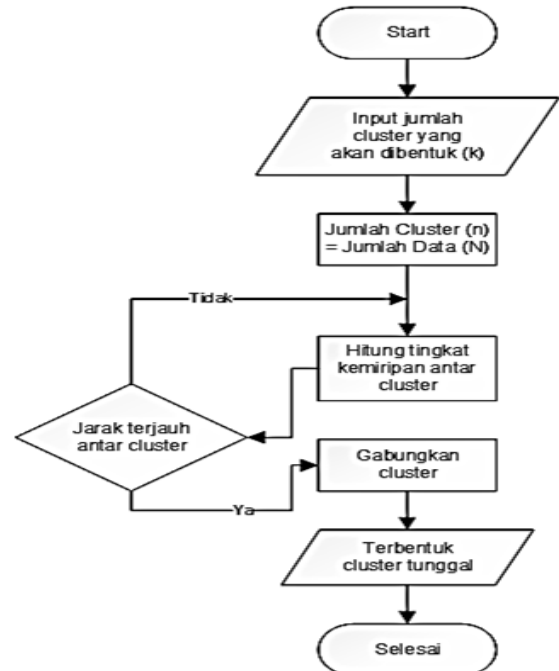 Start
Input jumlah
cluster yang
akan dibentuk (k)
Jumlah Cluster (n)
= Jumlah Data (N)
Tidak
Hitung tingkat
kemiripan antar
cluster
Jarak terjauh
antar cluster
Gabungkan
cluster
Ya
Terbentuk
cluster tunggal
Selesai